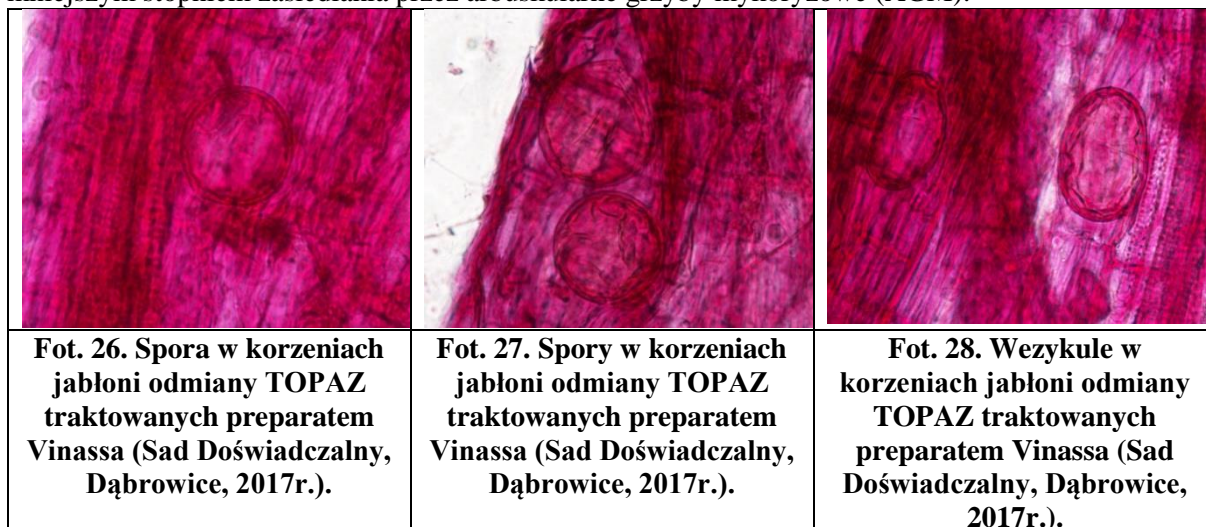 mniejszym stopniem zasiedlania przez arbuskularne grzyby mykoryzowe (AGM).
Fot. 26. Spora w korzeniach
jabłoni odmiany TOPAZ
traktowanych preparatem
Vinassa (Sad Doświadczalny,
Dąbrowice, 2017r.).
Fot. 27. Spory w korzeniach
jabłoni odmiany TOPAZ
traktowanych preparatem
Vinassa (Sad Doświadczalny,
Dąbrowice, 2017r.).
Fot. 28. Wezykule w
korzeniach jabłoni odmiany
TOPAZ traktowanych
preparatem Vinassa (Sad
Doświadczalny, Dąbrowice,
2017r.).